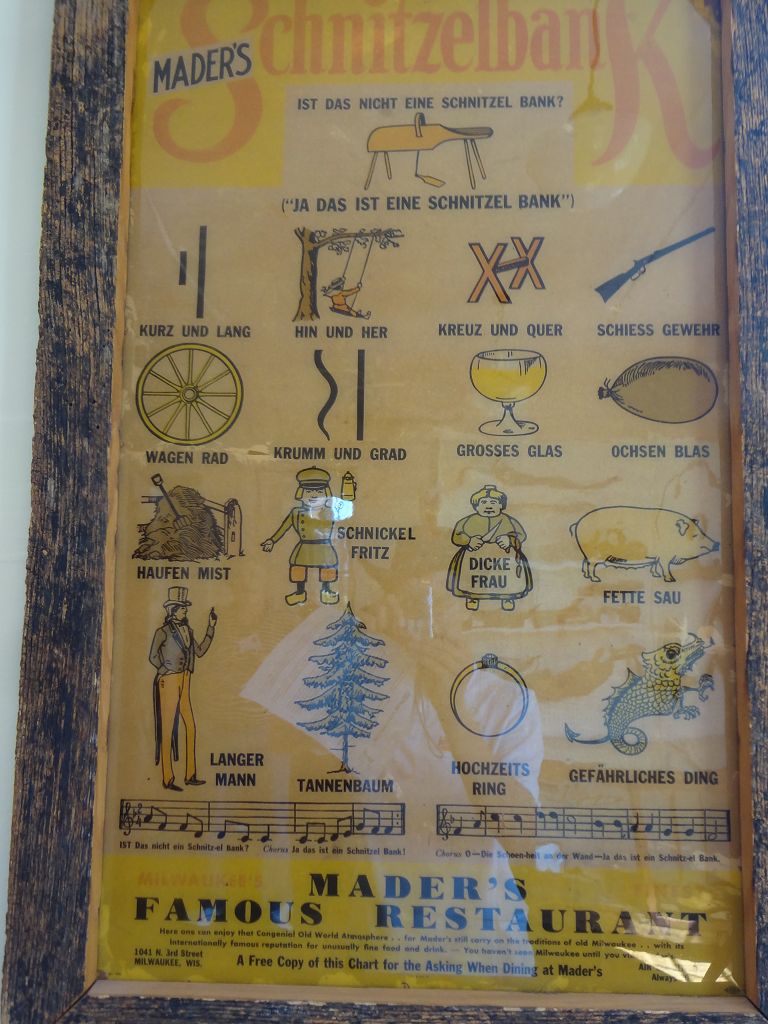 Schnitzelbank
MADER'S
IST DAS NICHT EINE SCHNITZEL BANK?
("JA DAS IST EINE SCHNITZEL BANK")
KURZ UND LANG
HIN UND HER
KREUZ UND QUER
SCHIESS GEWEHR
WAGEN RAD
KRUMM UND GRAD
GROSSES GLAS
OCHSEN BLAS
HAUFEN MIST
SCHNICKEL
FRITZ
DICKE
FRAU
FETTE SAU
LANGER
MANN
TANNENBAUM
HOCHZEITS
RING
GEFÄHRLICHES DING
IST Das nicht ein Schnitz-el Bank? Chorus Ja das ist ein Schnitzel Bank!
Chorus O—Die Schoen-heit an der Wand—Ja das ist ein Schnitz-el Bank.
MILWAUKEE'S
MADER'S
FAMOUS RESTAURANT
Here one can enjoy that Congenial Old World Atmosphere . . for Mader's still carry on the traditions of old Milwaukee . . with its
internationally famous reputation for unusually fine food and drink. — You haven't seen Milwaukee until you
1041 N. 3rd Street
MILWAUKEE, WIS.
A Free Copy of this Chart for the Asking When Dining at Mader's
Always